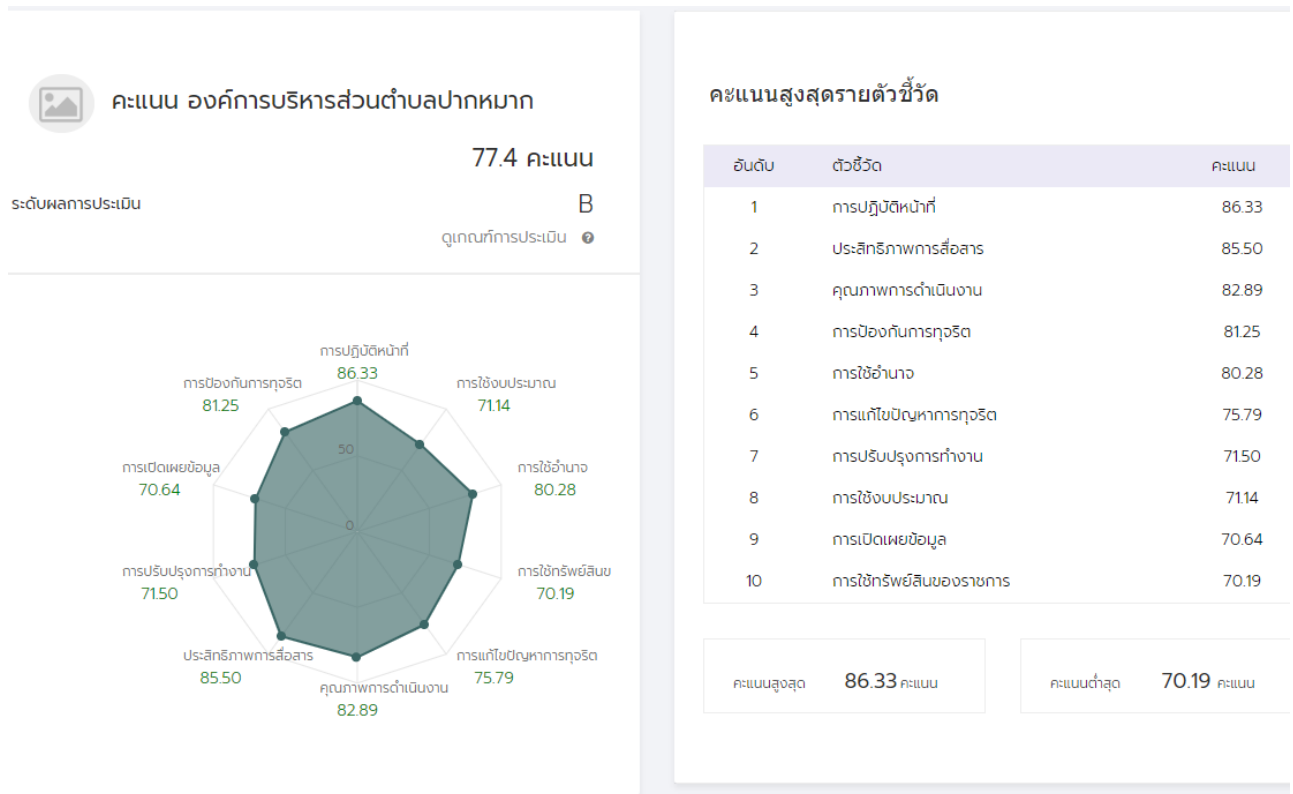 คะแนน องค์การบริหารส่วนตำบลปากหมาก
77.4 คะแนน
ระดับผลการประเมิน B
ดูเกณฑ์การประเมิน ?
การปฏิบัติหน้าที่
86.33
การป้องกันการทุจริต
81.25
การใช้งบประมาณ
71.14
50
การเปิดเผยข้อมูล
70.64
การใช้อำนาจ
80.28
0
การปรับปรุงการทำงาน
71.50
การใช้ทรัพย์สินข
70.19
ประสิทธิภาพการสื่อสาร
85.50
การแก้ไขปัญหาการทุจริต
75.79
คุณภาพการดำเนินงาน
82.89
คะแนนสูงสุดรายตัวชี้วัด
อันดับ ตัวชี้วัด คะแนน
1 การปฏิบัติหน้าที่ 86.33
2 ประสิทธิภาพการสื่อสาร 85.50
3 คุณภาพการดำเนินงาน 82.89
4 การป้องกันการทุจริต 81.25
5 การใช้อำนาจ 80.28
6 การแก้ไขปัญหาการทุจริต 75.79
7 การปรับปรุงการทำงาน 71.50
8 การใช้งบประมาณ 71.14
9 การเปิดเผยข้อมูล 70.64
10 การใช้ทรัพย์สินของราชการ 70.19
คะแนนสูงสุด 86.33 คะแนน
คะแนนต่ำสุด 70.19 คะแนน